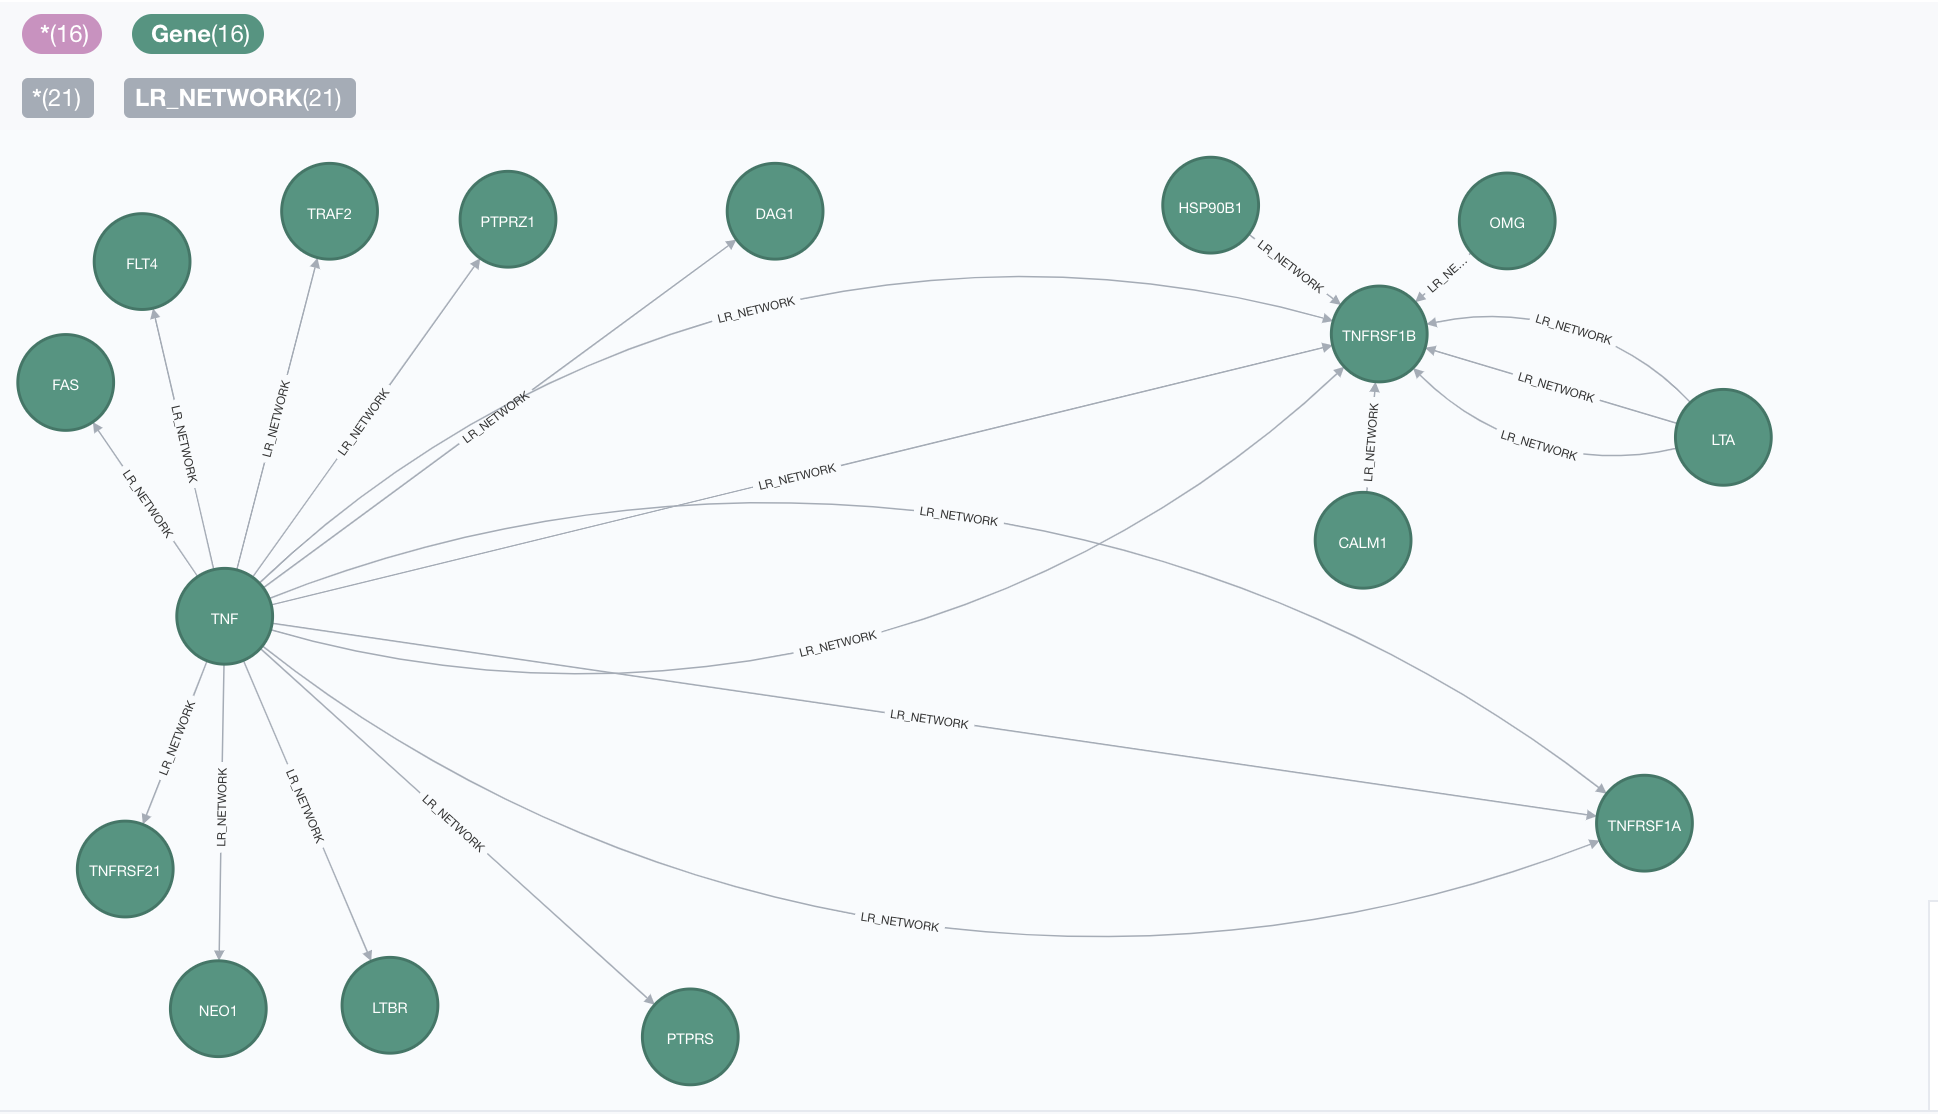 *(16) Gene(16)
*(21) LR_NETWORK(21)
HSP90B1
TRAF2
DAG1
PTPRZ1
OMG
FLT4
LR_NETWORK
LR_NE...
LR_NETWORK
LR_NETWORK
TNFRSF1B
FAS
LR_NETWORK
LR_NETWORK
LR_NETWORK
LR_NETWORK
LR_NETWORK
LTA
LR_NETWORK
LR_NETWORK
LR_NETWORK
LR_NETWORK
LR_NETWORK
LR_NETWORK
CALM1
TNF
LR_NETWORK
LR_NETWORK
LR_NETWORK
LR_NETWORK
LR_NETWORK
LR_NETWORK
TNFRSF1A
TNFRSF21
LR_NETWORK
NEO1
LTBR
PTPRS